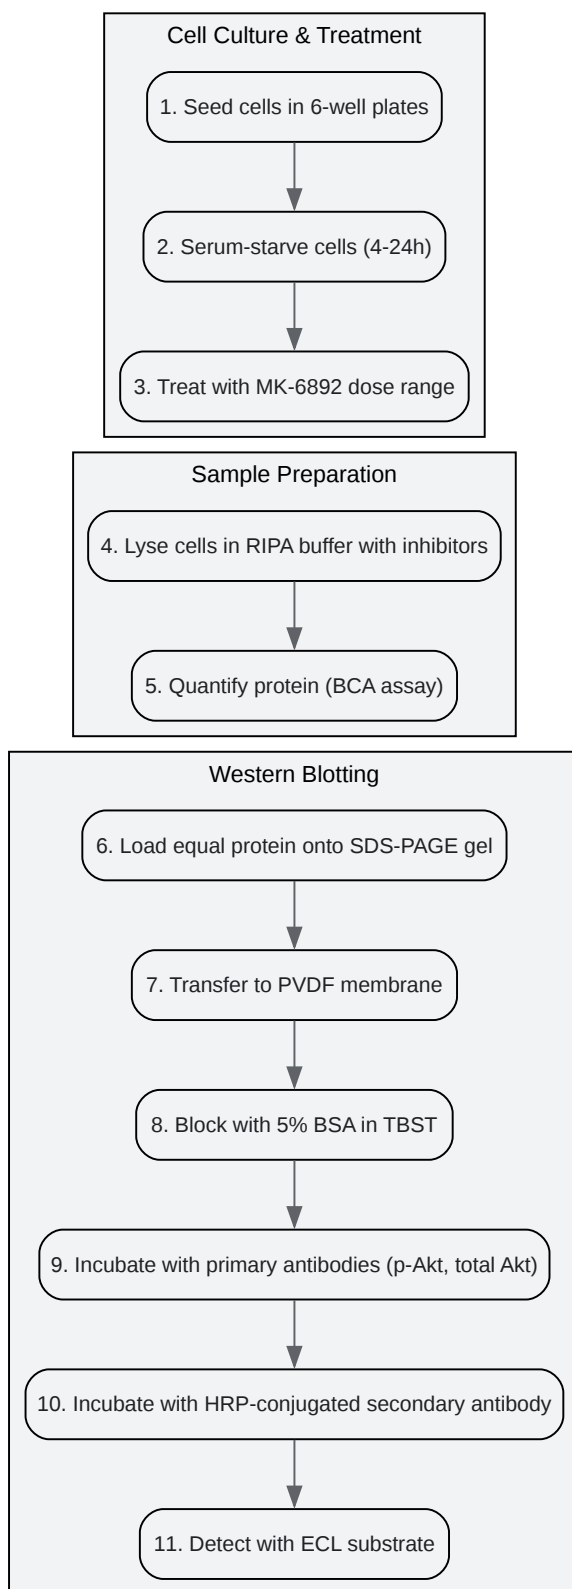 Cell Culture & Treatment
1. Seed cells in 6-well plates
2. Serum-starve cells (4-24h)
3. Treat with MK-6892 dose range
Sample Preparation
4. Lyse cells in RIPA buffer with inhibitors
5. Quantify protein (BCA assay)
Western Blotting
6. Load equal protein onto SDS-PAGE gel
7. Transfer to PVDF membrane
8. Block with 5% BSA in TBST
9. Incubate with primary antibodies (p-Akt, total Akt)
10. Incubate with HRP-conjugated secondary antibody
11. Detect with ECL substrate